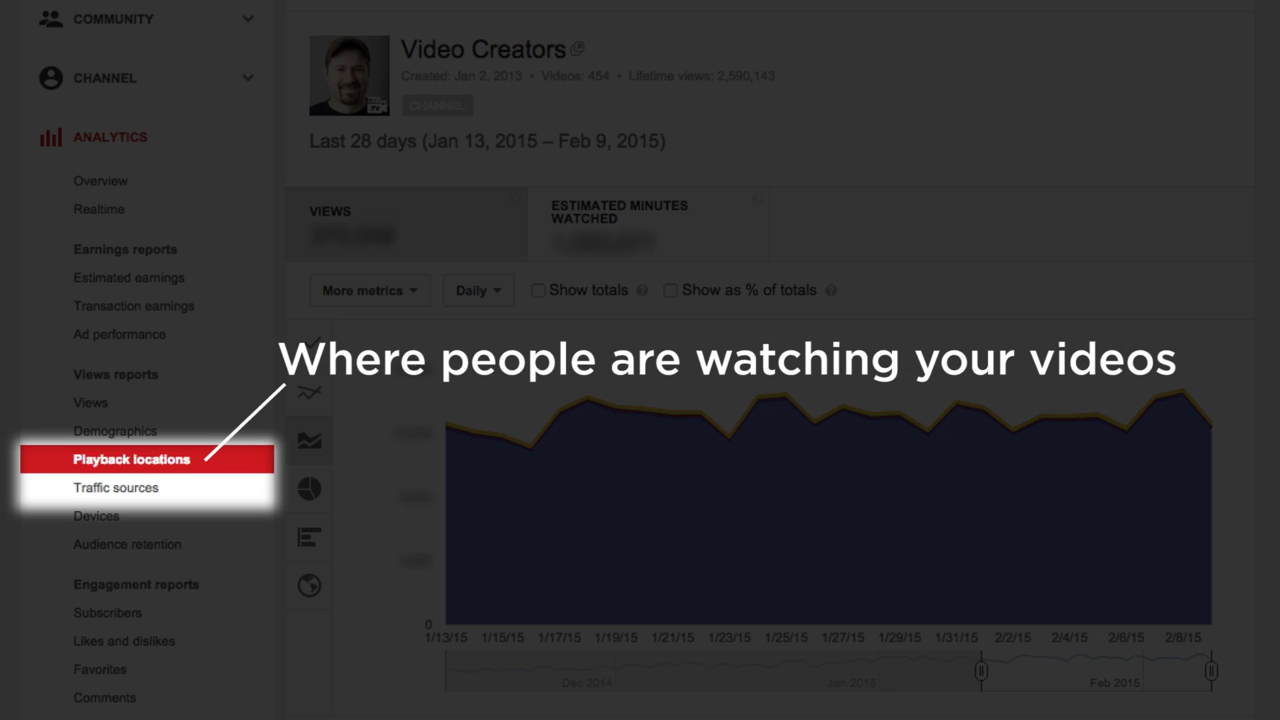 COMMUNITY
CHANNEL
ANALYTICS
Overview
Realtime
Earnings reports
Estimated earnings
Transaction earnings
Ad performance
Views reports
Views
Demographics
Playback locations
Traffic sources
Devices
Audience retention
Engagement reports
Subscribers
Likes and dislikes
Favorites
Comments
Video Creators
Created: Jan 2, 2013 • Videos: 454 • Lifetime views: 2,590,143
CHANNEL
Last 28 days (Jan 13, 2015 – Feb 9, 2015)
VIEWS
ESTIMATED MINUTES
WATCHED
More metrics Daily Show totals Show as % of totals
Where people are watching your videos
0
1/13/15 1/15/15 1/17/15 1/19/15 1/21/15 1/23/15 1/25/15 1/27/15 1/29/15 1/31/15 2/2/15 2/4/15 2/6/15 2/8/15
Dec 2014 Jan 2015 Feb 2015